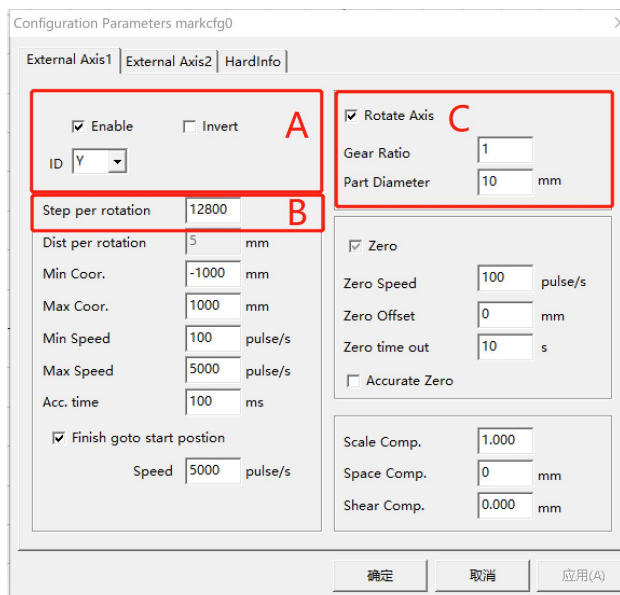 Configuration Parameters markcfg0
External Axis1 External Axis2 HardInfo
Enable Invert A
ID Y
Step per rotation 12800 B
Dist per rotation 5 mm
Min Coor. -1000 mm
Max Coor. 1000 mm
Min Speed 100 pulse/s
Max Speed 5000 pulse/s
Acc. time 100 ms
Finish goto start postion
Speed 5000 pulse/s
Rotate Axis C
Gear Ratio 1
Part Diameter 10 mm
Zero
Zero Speed 100 pulse/s
Zero Offset 0 mm
Zero time out 10 s
Accurate Zero
Scale Comp. 1.000
Space Comp. 0 mm
Shear Comp. 0.000 mm
确定 取消 应用(A)